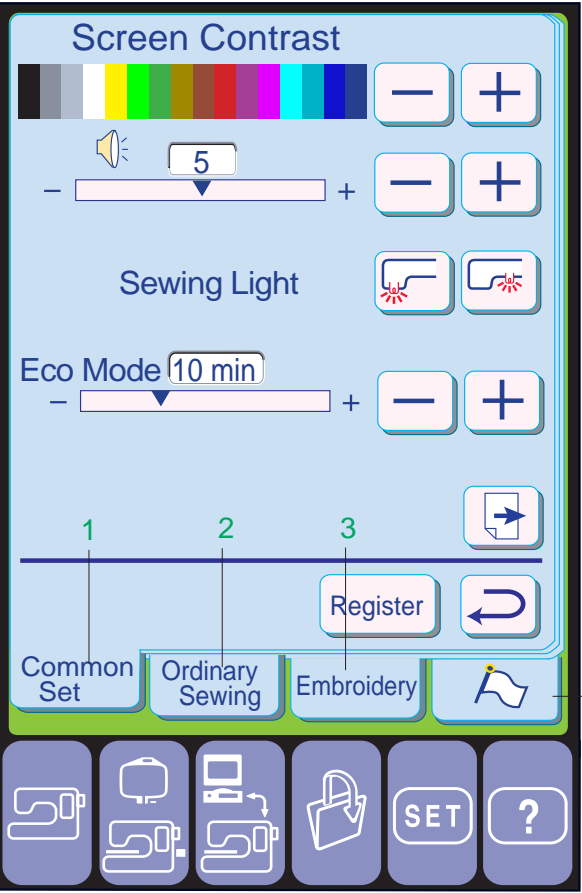 Screen Contrast
5
– +
Sewing Light
Eco Mode 10 min
– +
1 2 3
Register
Common
Set
Ordinary
Sewing
Embroidery
SET
?